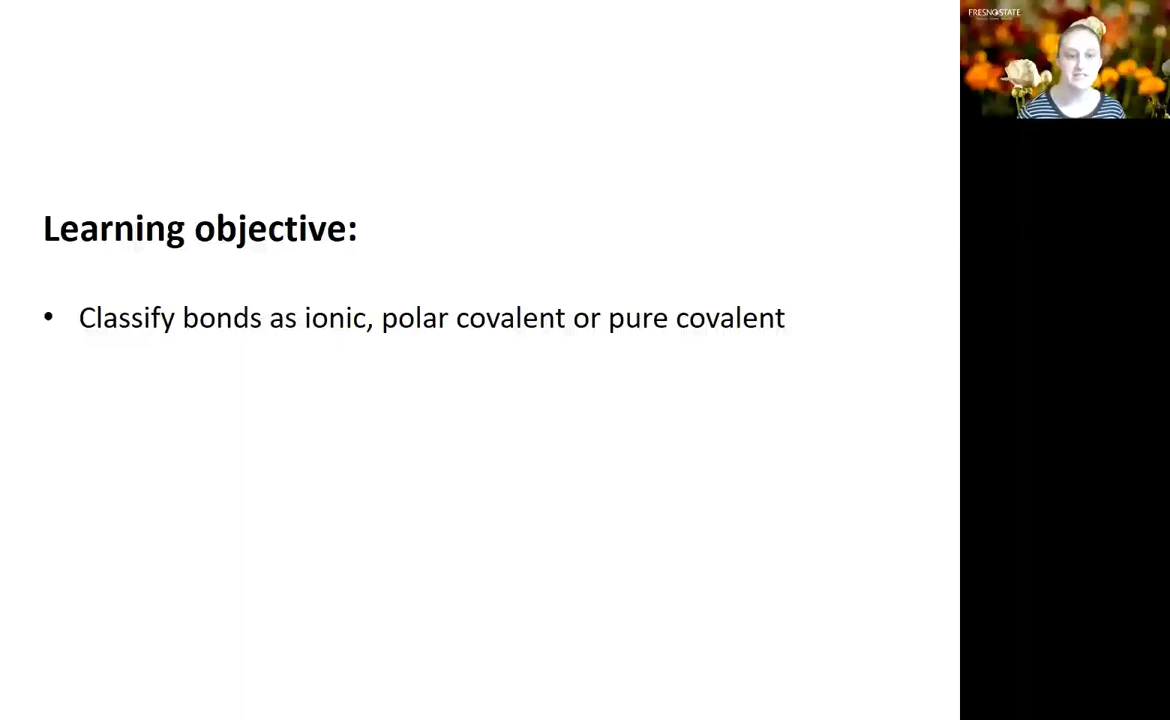 FRESNO STATE
Learning objective:
• Classify bonds as ionic, polar covalent or pure covalent